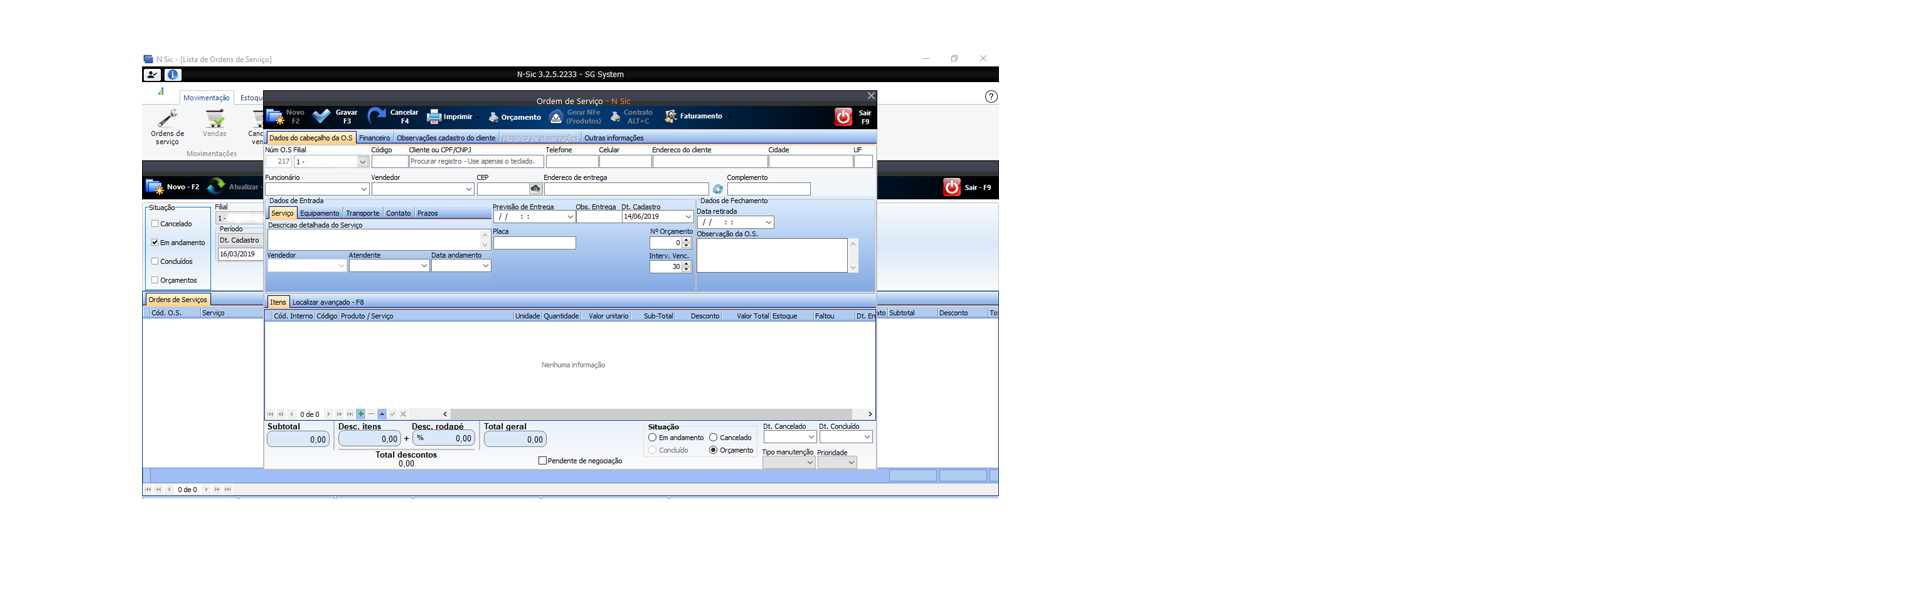 N Sic - [Lista de Ordens de Serviço]
N-Sic 3.2.5.2233 - SG System
Movimentação Estoqu
Ordens de serviço
Vendas
Canc ven
Movimentações
Ordem de Serviço - N Sic
Novo F2
Gravar F3
Cancelar F4
Imprimir
Orçamento
Gerar NFe (Produtos)
Contrato ALT+C
Faturamento
Sair F9
Dados do cabeçalho da O.S Financeiro Observações cadastro do cliente Histórico de observações Outras informações
Núm O.S Filial Código Cliente ou CPF/CNPJ Telefone Celular Endereco do cliente Cidade UF
217 1 - Procurar registro - Use apenas o teclado.
Funcionário Vendedor CEP Endereco de entrega Complemento
Novo - F2 Atualizar -
Sair - F9
Situação
Cancelado
Em andamento
Concluídos
Orçamentos
Filial
1 -
Período
Dt. Cadastro
16/03/2019
Dados de Entrada
Serviço Equipamento Transporte Contato Prazos
Descricao detalhada do Serviço
Vendedor Atendente Data andamento
Previsão de Entrega Obs. Entrega Dt. Cadastro
/ / : : 14/06/2019
Placa
Nº Orçamento
0
Interv. Venc.
30
Dados de Fechamento
Data retirada
/ / : :
Observação da O.S.
Ordens de Serviços
Cód. O.S. Serviço
ato Subtotal Desconto To
Itens Localizar avançado - F8
Cód. Interno Código Produto / Serviço Unidade Quantidade Valor unitario Sub-Total Desconto Valor Total Estoque Faltou Dt. En
Nenhuma informação
0 de 0
Subtotal Desc. itens Desc. rodapé Total geral
0,00 0,00 + % 0,00 0,00
Total descontos
0,00
Pendente de negociação
Situação
Em andamento Cancelado
Concluído Orçamento
Dt. Cancelado Dt. Concluído
Tipo manutenção Prioridade
0 de 0